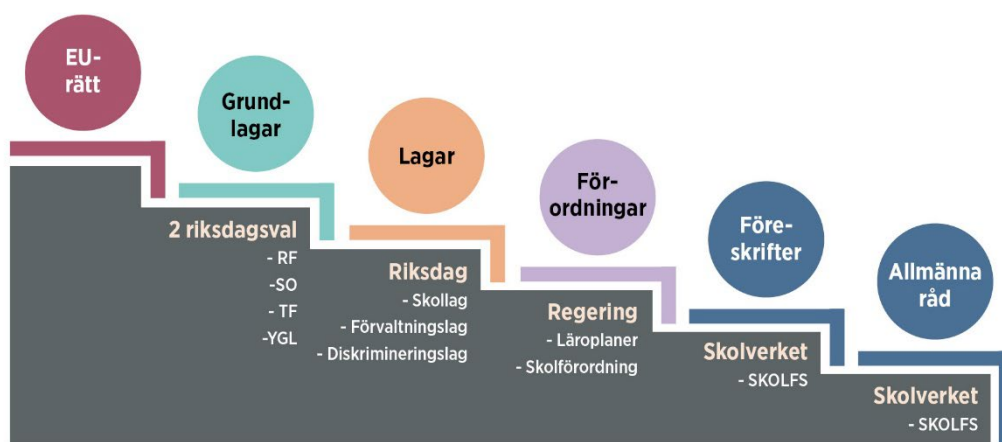 EU-
rätt
Grund-
lagar
2 riksdagsval
- RF
-SO
- TF
-YGL
Lagar
Riksdag
- Skollag
- Förvaltningslag
- Diskrimineringslag
För-
ordningar
Regering
- Läroplaner
- Skolförordning
Före-
skrifter
Skolverket
- SKOLFS
Allmänna
råd
Skolverket
- SKOLFS